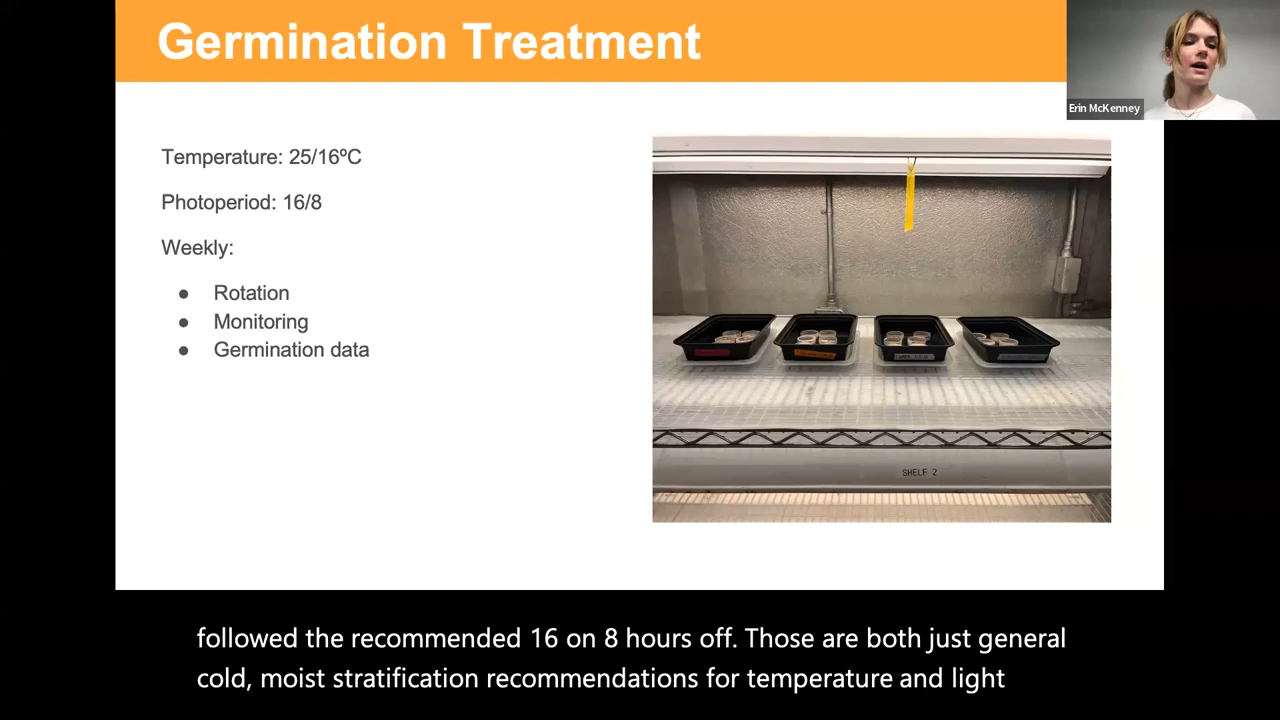 Germination Treatment
Erin McKenney
Temperature: 25/16ºC
Photoperiod: 16/8
Weekly:
● Rotation
● Monitoring
● Germination data
SHELF 2
followed the recommended 16 on 8 hours off. Those are both just general
cold, moist stratification recommendations for temperature and light